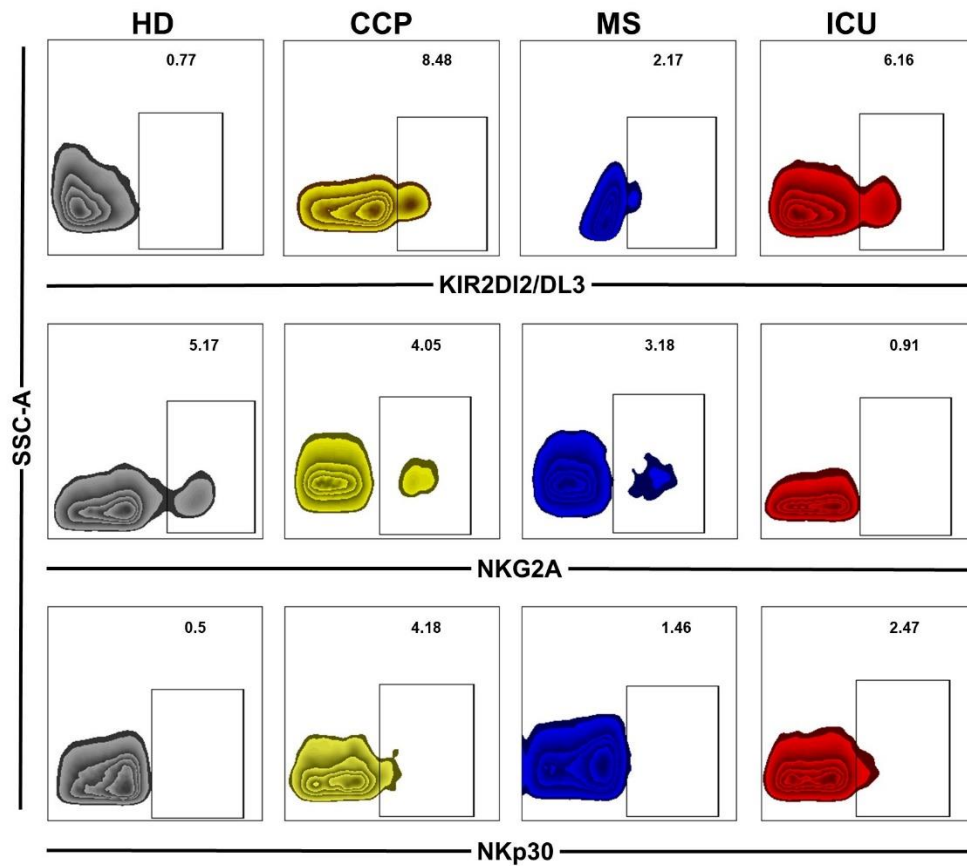 HD CCP MS ICU
0.77 8.48 2.17 6.16
KIR2DI2/DL3
5.17 4.05 3.18 0.91
SSC-A
NKG2A
0.5 4.18 1.46 2.47
NKp30